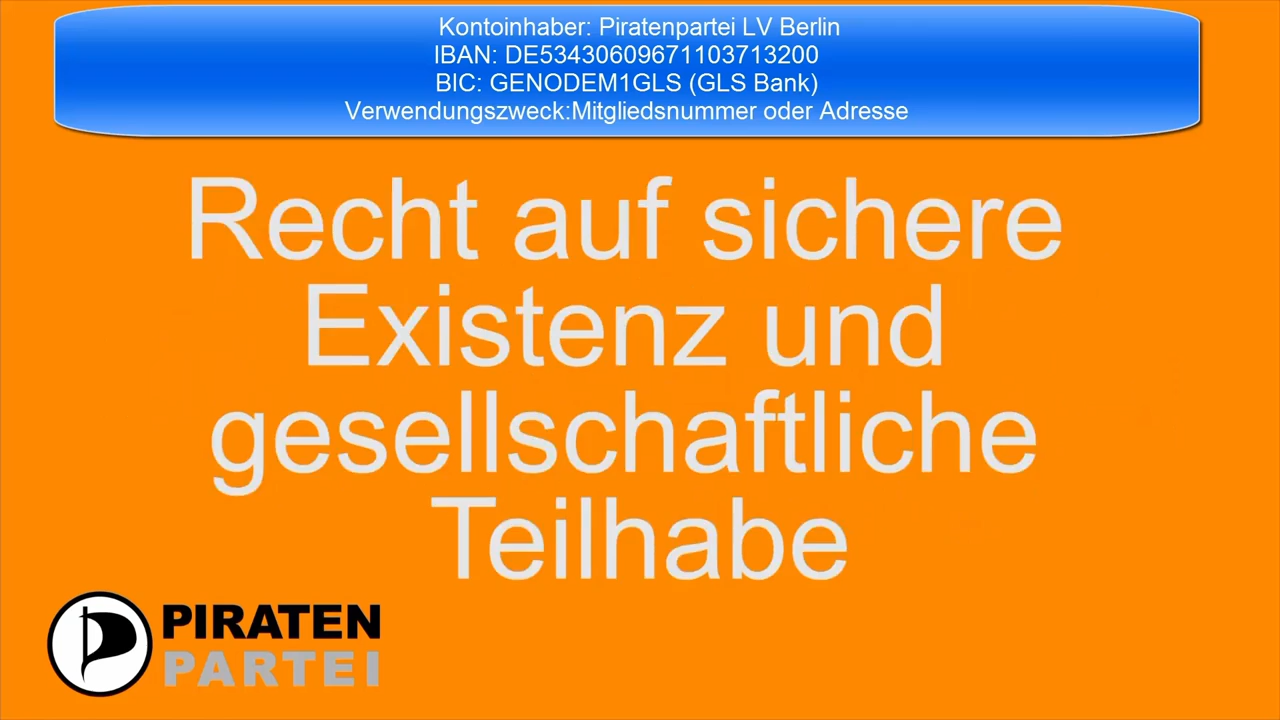 Kontoinhaber: Piratenpartei LV Berlin
IBAN: DE53430609671103713200
BIC: GENODEM1GLS (GLS Bank)
Verwendungszweck:Mitgliedsnummer oder Adresse
Recht auf sichere
Existenz und
gesellschaftliche
Teilhabe
PIRATEN
PARTEI